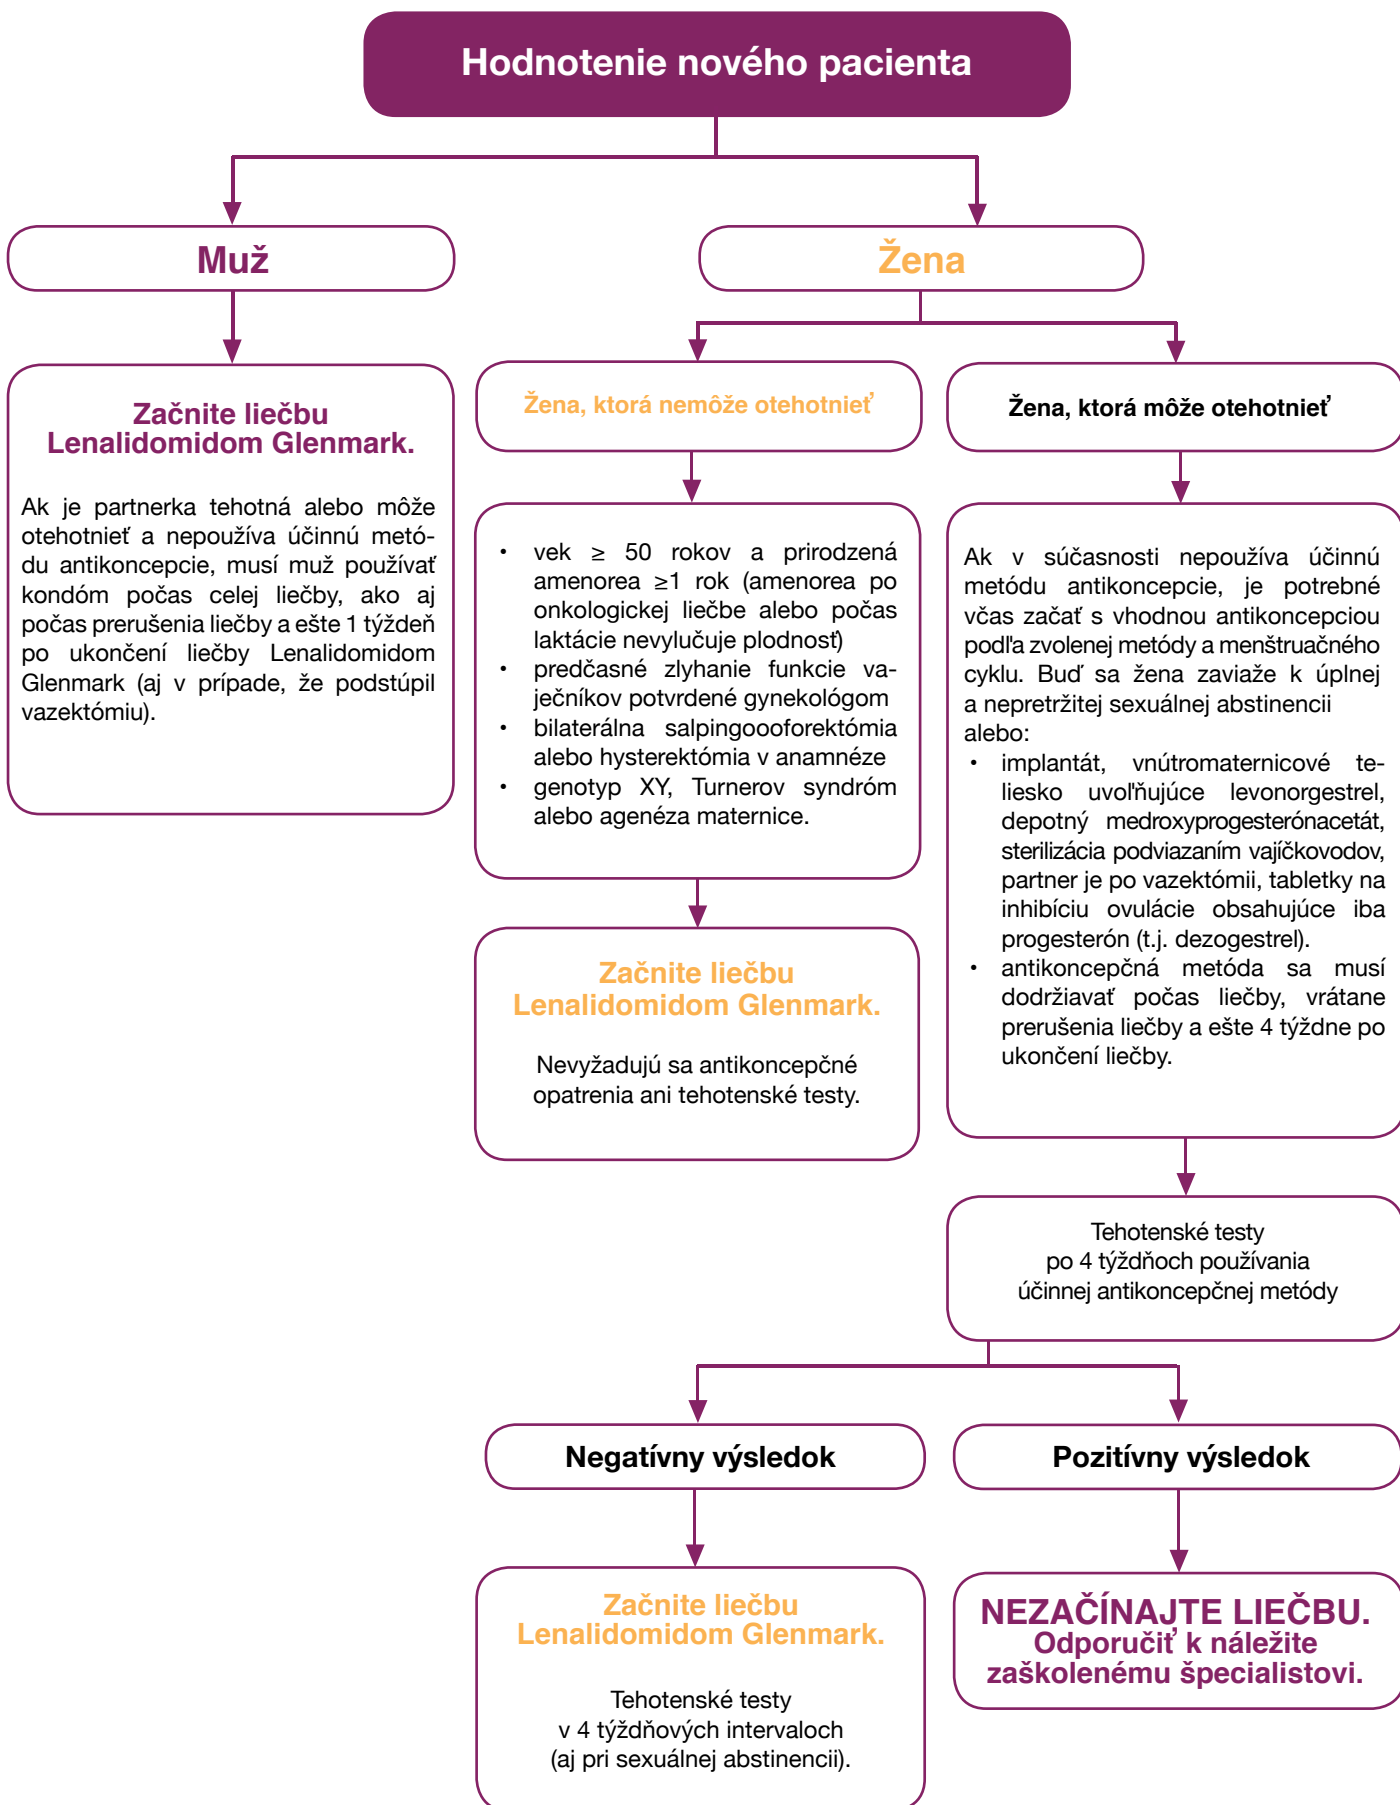 Hodnotenie nového pacienta
Muž
Žena
Začnite liečbu
Lenalidomidom Glenmark.
Ak je partnerka tehotná alebo môže
otehotnieť a nepoužíva účinnú metó-
du antikoncepcie, musí muž používať
kondóm počas celej liečby, ako aj
počas prerušenia liečby a ešte 1 týždeň
po ukončení liečby Lenalidomidom
Glenmark (aj v prípade, že podstúpil
vazektómiu).
Žena, ktorá nemôže otehotnieť
• vek ≥ 50 rokov a prirodzená
amenorea ≥1 rok (amenorea po
onkologickej liečbe alebo počas
laktácie nevylučuje plodnosť)
• predčasné zlyhanie funkcie va-
ječníkov potvrdené gynekológom
• bilaterálna salpingoooforektómia
alebo hysterektómia v anamnéze
• genotyp XY, Turnerov syndróm
alebo agenéza maternice.
Začnite liečbu
Lenalidomidom Glenmark.
Nevyžadujú sa antikoncepčné
opatrenia ani tehotenské testy.
Žena, ktorá môže otehotnieť
Ak v súčasnosti nepoužíva účinnú
metódu antikoncepcie, je potrebné
včas začať s vhodnou antikoncepciou
podľa zvolenej metódy a menštruačného
cyklu. Buď sa žena zaviaže k úplnej
a nepretržitej sexuálnej abstinencii
alebo:
• implantát, vnútromaternicové te-
liesko uvoľňujúce levonorgestrel,
depotný medroxyprogesterónacetát,
sterilizácia podviazaním vajíčkovodov,
partner je po vazektómii, tabletky na
inhibíciu ovulácie obsahujúce iba
progesterón (t.j. dezogestrel).
• antikoncepčná metóda sa musí
dodržiavať počas liečby, vrátane
prerušenia liečby a ešte 4 týždne po
ukončení liečby.
Tehotenské testy
po 4 týždňoch používania
účinnej antikoncepčnej metódy
Negatívny výsledok
Začnite liečbu
Lenalidomidom Glenmark.
Tehotenské testy
v 4 týždňových intervaloch
(aj pri sexuálnej abstinencii).
Pozitívny výsledok
NEZAČÍNAJTE LIEČBU.
Odporučiť k náležite
zaškolenému špecialistovi.